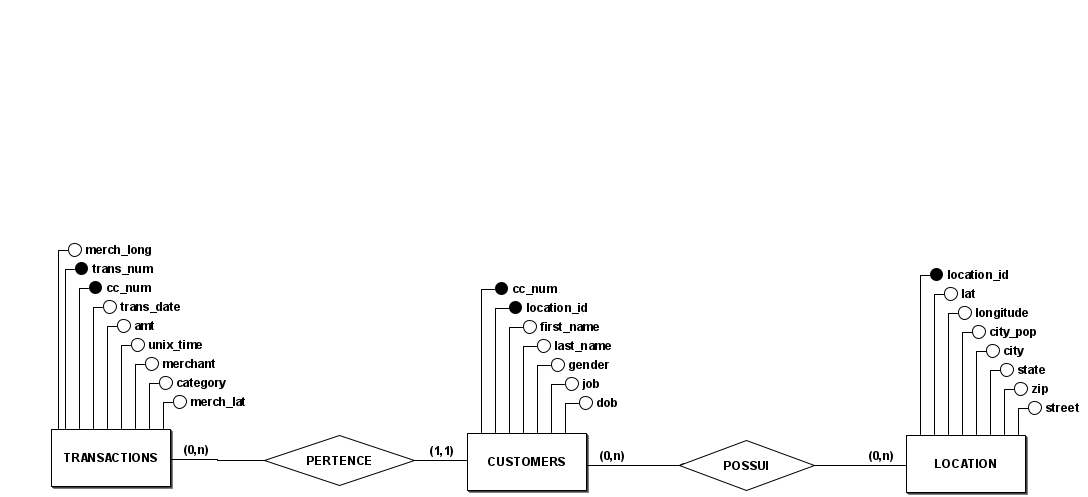 merch_long
trans_num
cc_num
trans_date
amt
unix_time
merchant
category
merch_lat
TRANSACTIONS
(0,n)
PERTENCE
(1,1)
cc_num
location_id
first_name
last_name
gender
job
dob
CUSTOMERS
(0,n)
POSSUI
(0,n)
location_id
lat
longitude
city_pop
city
state
zip
street
LOCATION